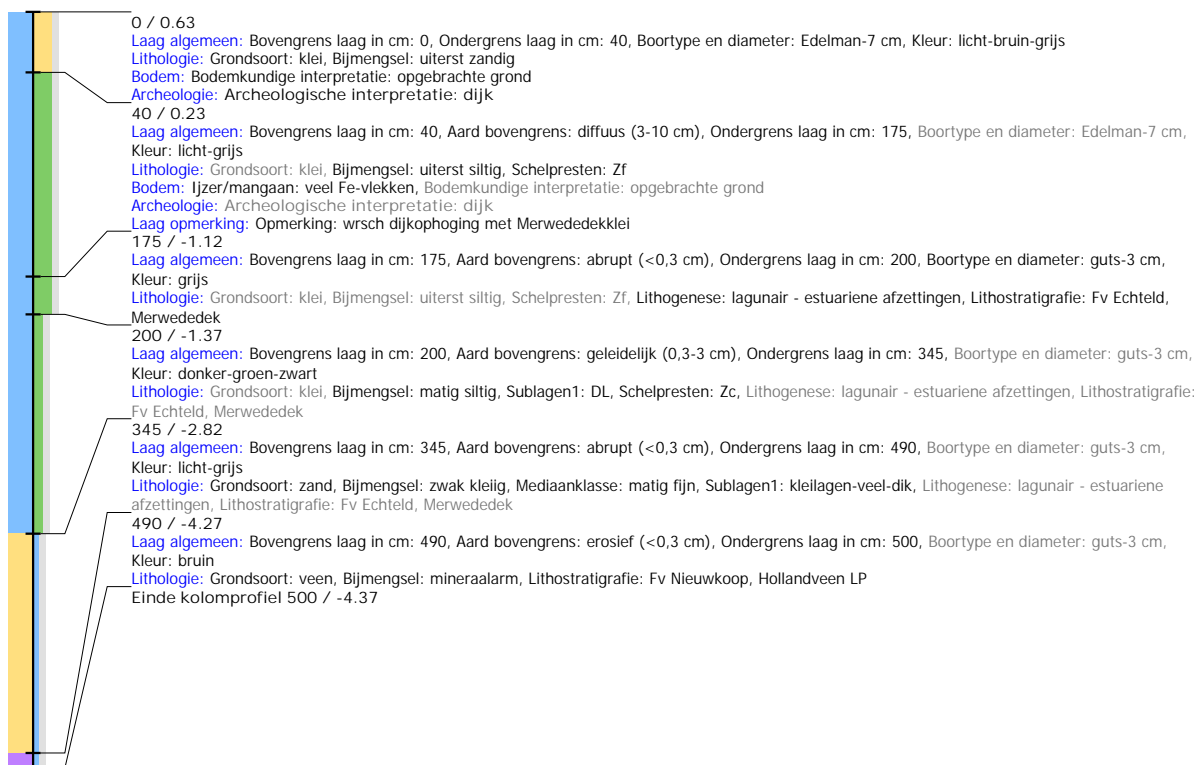 0 / 0.63
Laag algemeen: Bovengrens laag in cm: 0, Ondergrens laag in cm: 40, Boortype en diameter: Edelman-7 cm, Kleur: licht-bruin-grijs
Lithologie: Grondsoort: klei, Bijmengsel: uiterst zandig
Bodem: Bodemkundige interpretatie: opgebrachte grond
Archeologie: Archeologische interpretatie: dijk
40 / 0.23
Laag algemeen: Bovengrens laag in cm: 40, Aard bovengrens: diffuus (3-10 cm), Ondergrens laag in cm: 175, Boortype en diameter: Edelman-7 cm,
Kleur: licht-grijs
Lithologie: Grondsoort: klei, Bijmengsel: uiterst siltig, Schelpresten: Zf
Bodem: Ijzer/mangaan: veel Fe-vlekken, Bodemkundige interpretatie: opgebrachte grond
Archeologie: Archeologische interpretatie: dijk
Laag opmerking: Opmerking: wrsch dijkophoging met Merwededekklei
175 / -1.12
Laag algemeen: Bovengrens laag in cm: 175, Aard bovengrens: abrupt (<0,3 cm), Ondergrens laag in cm: 200, Boortype en diameter: guts-3 cm,
Kleur: grijs
Lithologie: Grondsoort: klei, Bijmengsel: uiterst siltig, Schelpresten: Zf, Lithogenese: lagunair - estuariene afzettingen, Lithostratigrafie: Fv Echteld,
Merwededek
200 / -1.37
Laag algemeen: Bovengrens laag in cm: 200, Aard bovengrens: geleidelijk (0,3-3 cm), Ondergrens laag in cm: 345, Boortype en diameter: guts-3 cm,
Kleur: donker-groen-zwart
Lithologie: Grondsoort: klei, Bijmengsel: matig siltig, Sublagen1: DL, Schelpresten: Zc, Lithogenese: lagunair - estuariene afzettingen, Lithostratigrafie:
Fv Echteld, Merwededek
345 / -2.82
Laag algemeen: Bovengrens laag in cm: 345, Aard bovengrens: abrupt (<0,3 cm), Ondergrens laag in cm: 490, Boortype en diameter: guts-3 cm,
Kleur: licht-grijs
Lithologie: Grondsoort: zand, Bijmengsel: zwak kleiig, Mediaanklasse: matig fijn, Sublagen1: kleilagen-veel-dik, Lithogenese: lagunair - estuariene
afzettingen, Lithostratigrafie: Fv Echteld, Merwededek
490 / -4.27
Laag algemeen: Bovengrens laag in cm: 490, Aard bovengrens: erosief (<0,3 cm), Ondergrens laag in cm: 500, Boortype en diameter: guts-3 cm,
Kleur: bruin
Lithologie: Grondsoort: veen, Bijmengsel: mineraalarm, Lithostratigrafie: Fv Nieuwkoop, Hollandveen LP
Einde kolomprofiel 500 / -4.37